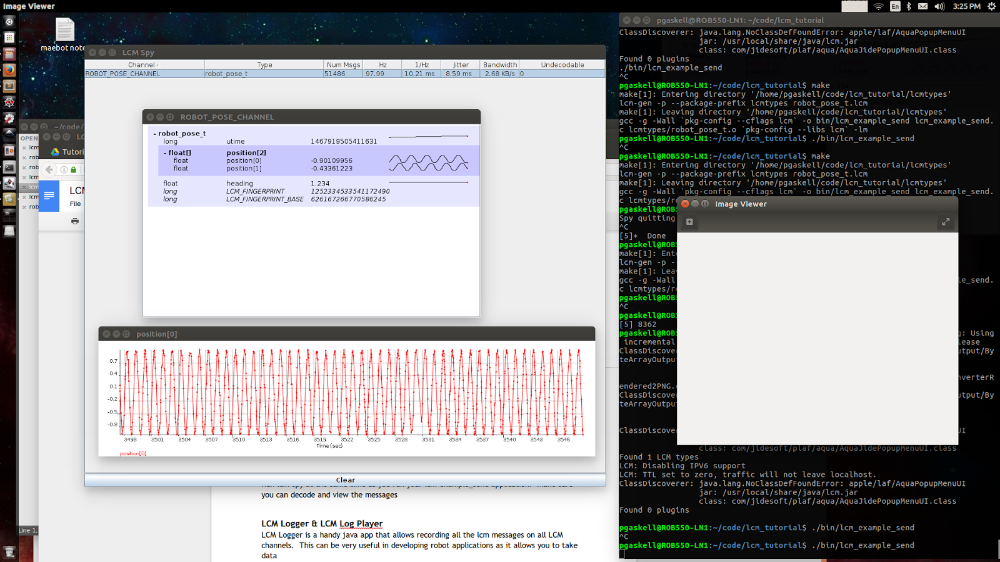 Image Viewer
En
3:25 PM
maebot note
LCM Spy
Channel Type Num Msgs Hz 1/Hz Jitter Bandwidth Undecodable
ROBOT_POSE_CHANNEL robot_pose_t 51486 97.99 10.21 ms 8.59 ms 2.68 KB/s 0
ROBOT_POSE_CHANNEL
- robot_pose_t
long utime 1467919505411631
- float[] position[2]
float position[0] -0.90109956
float position[1] -0.43361223
float heading 1.234
long LCM_FINGERPRINT 1252334533541172490
long LCM_FINGERPRINT_BASE 626167266770586245
position[0]
0.7
0.4
0.1
-0.2
-0.5
-0.8
3498 3501 3504 3507 3510 3513 3516 3519 3522 3525 3528 3531 3534 3537 3540 3543 3545
Time (sec)
position[0]
Clear
~/code/
OPEN
lcm
rob
rob
rob
lcm
lcm
rob
LC
Tutori
LCM
File
Line 1,
you can decode and view the messages
LCM Logger & LCM Log Player
LCM Logger is a handy java app that allows recording all the lcm messages on all LCM
channels. This can be very useful in developing robot applications as it allows you to take
data
pgaskell@ROB550-LN1: ~/code/lcm_tutorial
ClassDiscoverer: java.lang.NoClassDefFoundError: apple/laf/AquaPopupMenuUI
jar: /usr/local/share/java/lcm.jar
class: com/jidesoft/plaf/aqua/AquaJidePopupMenuUI.class
Found 0 plugins
./bin/lcm_example_send
^C
pgaskell@ROB550-LN1:~/code/lcm_tutorial$ make
make[1]: Entering directory '/home/pgaskell/code/lcm_tutorial/lcmtypes'
lcm-gen -p --package-prefix lcmtypes robot_pose_t.lcm
make[1]: Leaving directory '/home/pgaskell/code/lcm_tutorial/lcmtypes'
gcc -g -Wall `pkg-config --cflags lcm` -o bin/lcm_example_send lcm_example_send.
c lcmtypes/robot_pose_t.o `pkg-config --libs lcm` -lm
pgaskell@ROB550-LN1:~/code/lcm_tutorial$ ./bin/lcm_example_send
^C
pgaskell@ROB550-LN1:~/code/lcm_tutorial$ make
make[1]: Entering directory '/home/pgaskell/code/lcm_tutorial/lcmtypes'
lcm-gen -p --package-prefix lcmtypes robot_pose_t.lcm
make[1]: Leaving directory '/home/pgaskell/code/lcm_tutorial/lcmtypes'
gcc -g -Wall `pkg-config --cflags lcm` -o bin/lcm_example_send lcm_example_send.
c lcmtypes/ro
pgaskell@ROB5
Spy quitting
^C
[5]+ Done
pgaskell@ROB5
make[1]: Ente
lcm-gen -p -
make[1]: Leav
gcc -g -Wall le_send.
c lcmtypes/ro
pgaskell@ROB5
^C
pgaskell@ROB5
[5] 8362
pgaskell@ROB5 g: Using
incremental lease
ClassDiscover utput/By
teArrayOutput
nverterR
endered2PNG.c
ClassDiscover utput/By
teArrayOutput
ClassDiscover UI
class: com/jidesoft/plaf/aqua/AquaJidePopupMenuUI.class
Found 1 LCM types
LCM: Disabling IPV6 support
LCM: TTL set to zero, traffic will not leave localhost.
ClassDiscoverer: java.lang.NoClassDefFoundError: apple/laf/AquaPopupMenuUI
jar: /usr/local/share/java/lcm.jar
class: com/jidesoft/plaf/aqua/AquaJidePopupMenuUI.class
Found 0 plugins
pgaskell@ROB550-LN1:~/code/lcm_tutorial$ ./bin/lcm_example_send
^C
pgaskell@ROB550-LN1:~/code/lcm_tutorial$ ./bin/lcm_example_send
Image Viewer